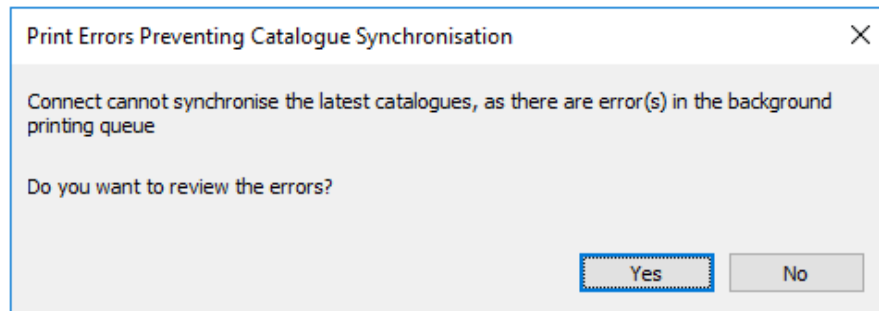 Print Errors Preventing Catalogue Synchronisation
Connect cannot synchronise the latest catalogues, as there are error(s) in the background
printing queue
Do you want to review the errors?
Yes
No